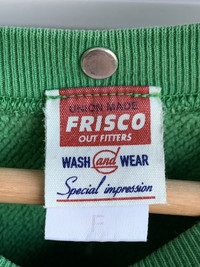 UNION MADE
FRISCO
OUT FITTERS
WASH and WEAR
Special impression
F